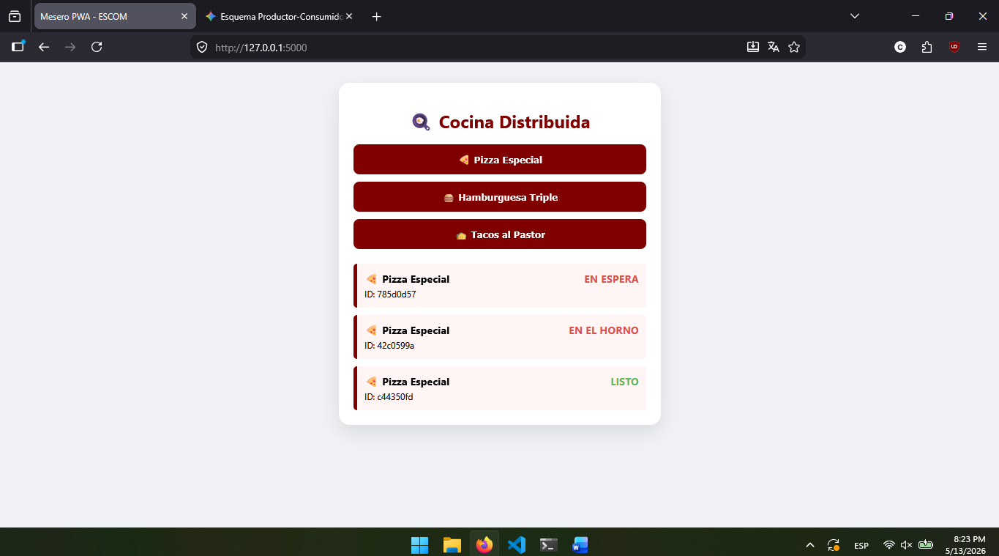 Mesero PWA - ESCOM
Esquema Productor-Consumido
http://127.0.0.1:5000
Cocina Distribuida
Pizza Especial
Hamburguesa Triple
Tacos al Pastor
Pizza Especial EN ESPERA
ID: 785d0d57
Pizza Especial EN EL HORNO
ID: 42c0599a
Pizza Especial LISTO
ID: c44350fd
ESP
8:23 PM
5/13/2026